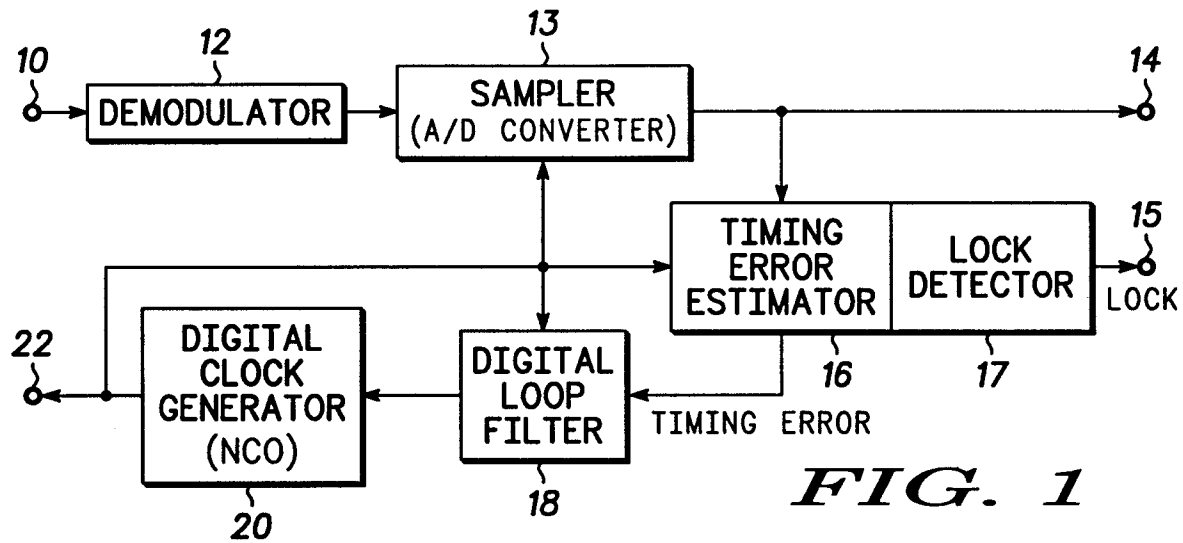 10
12
DEMODULATOR
13
SAMPLER
(A/D CONVERTER)
14
TIMING
ERROR
ESTIMATOR
16
LOCK
DETECTOR
17
15
LOCK
22
DIGITAL
CLOCK
GENERATOR
(NCO)
20
DIGITAL
LOOP
FILTER
18
TIMING ERROR
FIG. 1